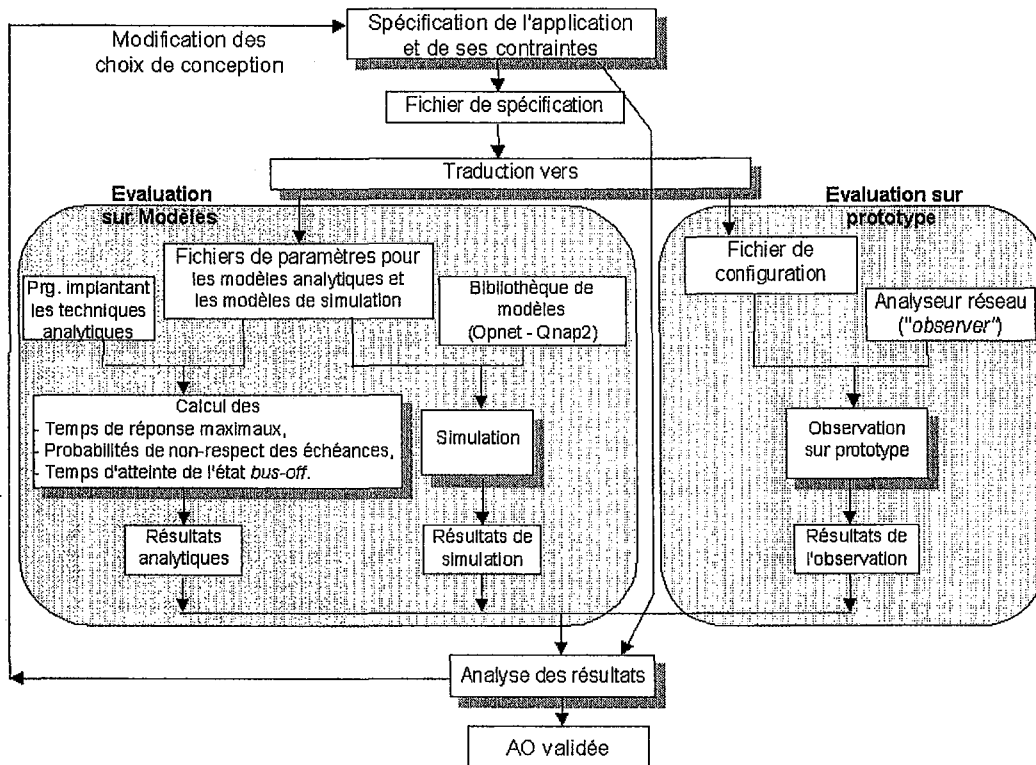 Modification des
choix de conception
Spécification de l'application
et de ses contraintes
Fichier de spécification
Traduction vers
Evaluation
sur Modèles
Evaluation sur
prototype
Fichiers de paramètres pour
les modèles analytiques et
les modèles de simulation
Prg. implantant
les techniques
analytiques
Bibliothèque de
modèles
(Opnet - Qnap2)
Fichier de
configuration
Analyseur réseau
("observer")
Calcul des
- Temps de réponse maximaux,
- Probabilités de non-respect des échéances,
- Temps d'atteinte de l'état bus-off.
Simulation
Observation
sur prototype
Résultats
analytiques
Résultats de
simulation
Résultats de
l'observation
Analyse des résultats
AO validée